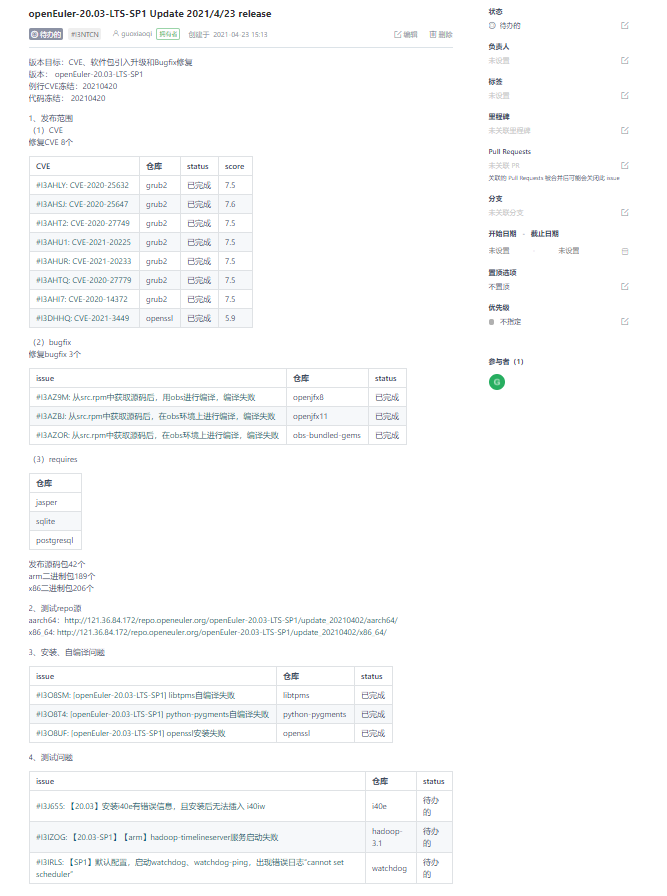 openEuler-20.03-LTS-SP1 Update 2021/4/23 release
待办的 #I3NTCN guoxiaoqi 拥有者 创建于 2021-04-23 15:13 编辑 删除
版本目标：CVE、软件包引入升级和Bugfix修复
版本： openEuler-20.03-LTS-SP1
例行CVE冻结：20210420
代码冻结： 20210420
1、发布范围
（1）CVE
修复CVE 8个
CVE 仓库 status score
#I3AHLY: CVE-2020-25632 grub2 已完成 7.5
#I3AHSJ: CVE-2020-25647 grub2 已完成 7.6
#I3AHT2: CVE-2020-27749 grub2 已完成 7.5
#I3AHU1: CVE-2021-20225 grub2 已完成 7.5
#I3AHUR: CVE-2021-20233 grub2 已完成 7.5
#I3AHTQ: CVE-2020-27779 grub2 已完成 7.5
#I3AHI7: CVE-2020-14372 grub2 已完成 7.5
#I3DHHQ: CVE-2021-3449 openssl 已完成 5.9
（2）bugfix
修复bugfix 3个
issue 仓库 status
#I3AZ9M: 从src.rpm中获取源码后，用obs进行编译，编译失败 openjfx8 已完成
#I3AZBJ: 从src.rpm中获取源码后，在obs环境上进行编译，编译失败 openjfx11 已完成
#I3AZOR: 从src.rpm中获取源码后，在obs环境上进行编译，编译失败 obs-bundled-gems 已完成
（3）requires
仓库
jasper
sqlite
postgresql
发布源码包42个
arm二进制包189个
x86二进制包206个
2、测试repo源
aarch64：http://121.36.84.172/repo.openeuler.org/openEuler-20.03-LTS-SP1/update_20210402/aarch64/
x86_64: http://121.36.84.172/repo.openeuler.org/openEuler-20.03-LTS-SP1/update_20210402/x86_64/
3、安装、自编译问题
issue 仓库 status
#I3O8SM: [openEuler-20.03-LTS-SP1] libtpms自编译失败 libtpms 已完成
#I3O8T4: [openEuler-20.03-LTS-SP1] python-pygments自编译失败 python-pygments 已完成
#I3O8UF: [openEuler-20.03-LTS-SP1] openssl安装失败 openssl 已完成
4、测试问题
issue 仓库 status
#I3J655: 【20.03】安装i40e有错误信息，且安装后无法插入 i40iw i40e 待办的
#I3IZOG: 【20.03-SP1】【arm】hadoop-timelineserver服务启动失败 hadoop-3.1 待办的
#I3IRLS: 【SP1】默认配置，启动watchdog、watchdog-ping，出现错误日志"cannot set scheduler" watchdog 待办的
状态
待办的
负责人
未设置
标签
未设置
里程碑
未关联里程碑
Pull Requests
未关联 PR
关联的 Pull Requests 被合并后可能会关闭此 issue
分支
未关联分支
开始日期 - 截止日期
未设置 未设置
置顶选项
不置顶
优先级
不指定
参与者（1）
G